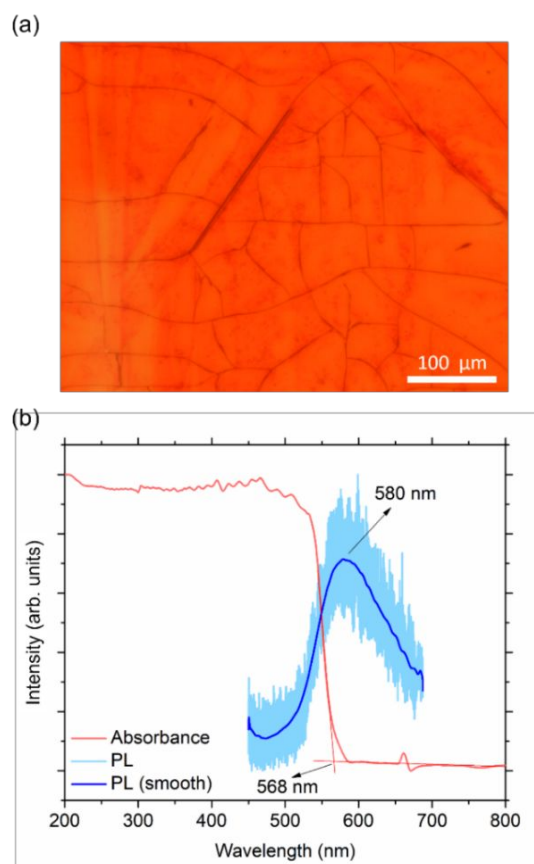 (a)
100 μm
(b)
580 nm
Intensity (arb. units)
Absorbance
PL
PL (smooth)
568 nm
200 300 400 500 600 700 800
Wavelength (nm)